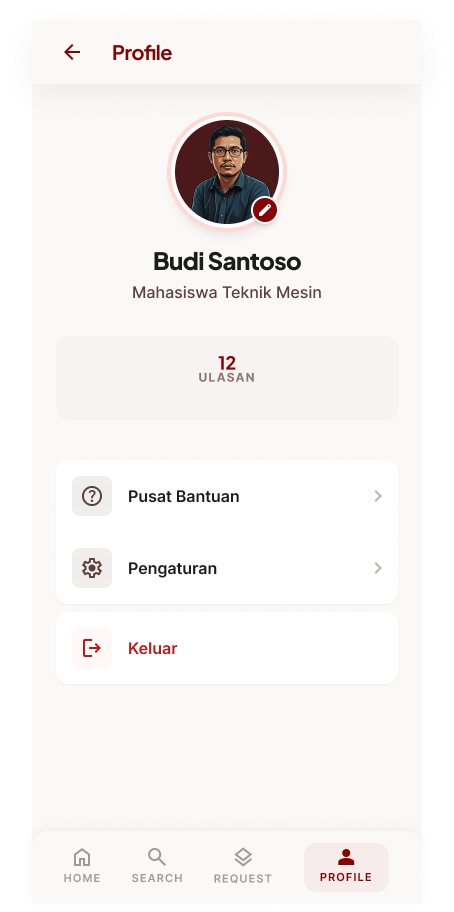 Profile
Budi Santoso
Mahasiswa Teknik Mesin
12
ULASAN
Pusat Bantuan
Pengaturan
Keluar
HOME
SEARCH
REQUEST
PROFILE